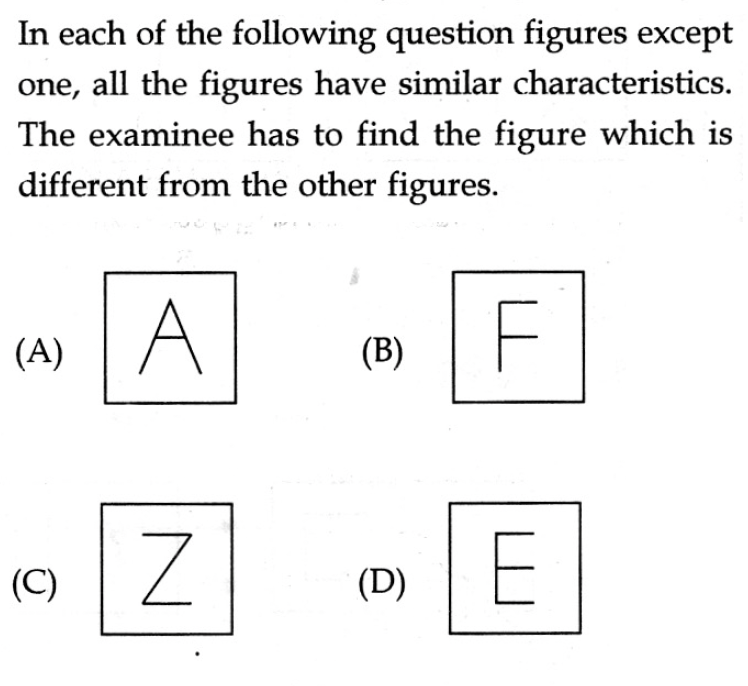 In each of the following question figures except
one, all the figures have similar characteristics.
The examinee has to find the figure which is
different from the other figures.
(A) A (B) F
(C) Z (D) E